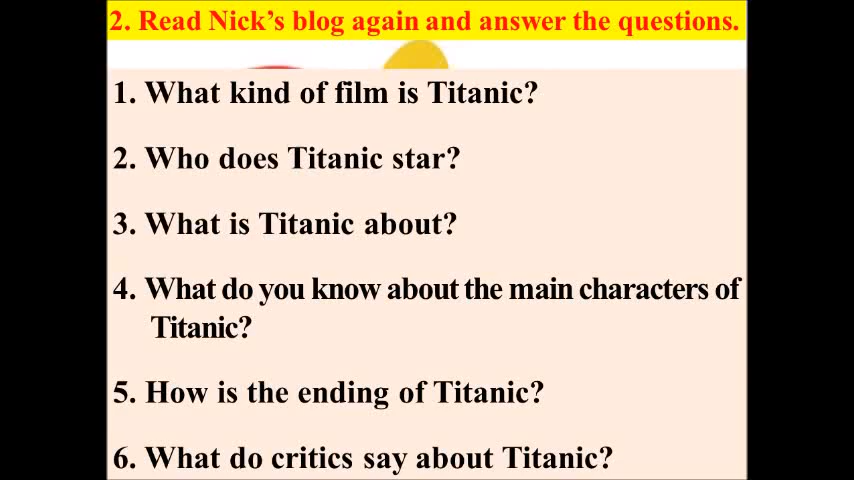 2. Read Nick’s blog again and answer the questions.
1. What kind of film is Titanic?
2. Who does Titanic star?
3. What is Titanic about?
4. What do you know about the main characters of
Titanic?
5. How is the ending of Titanic?
6. What do critics say about Titanic?